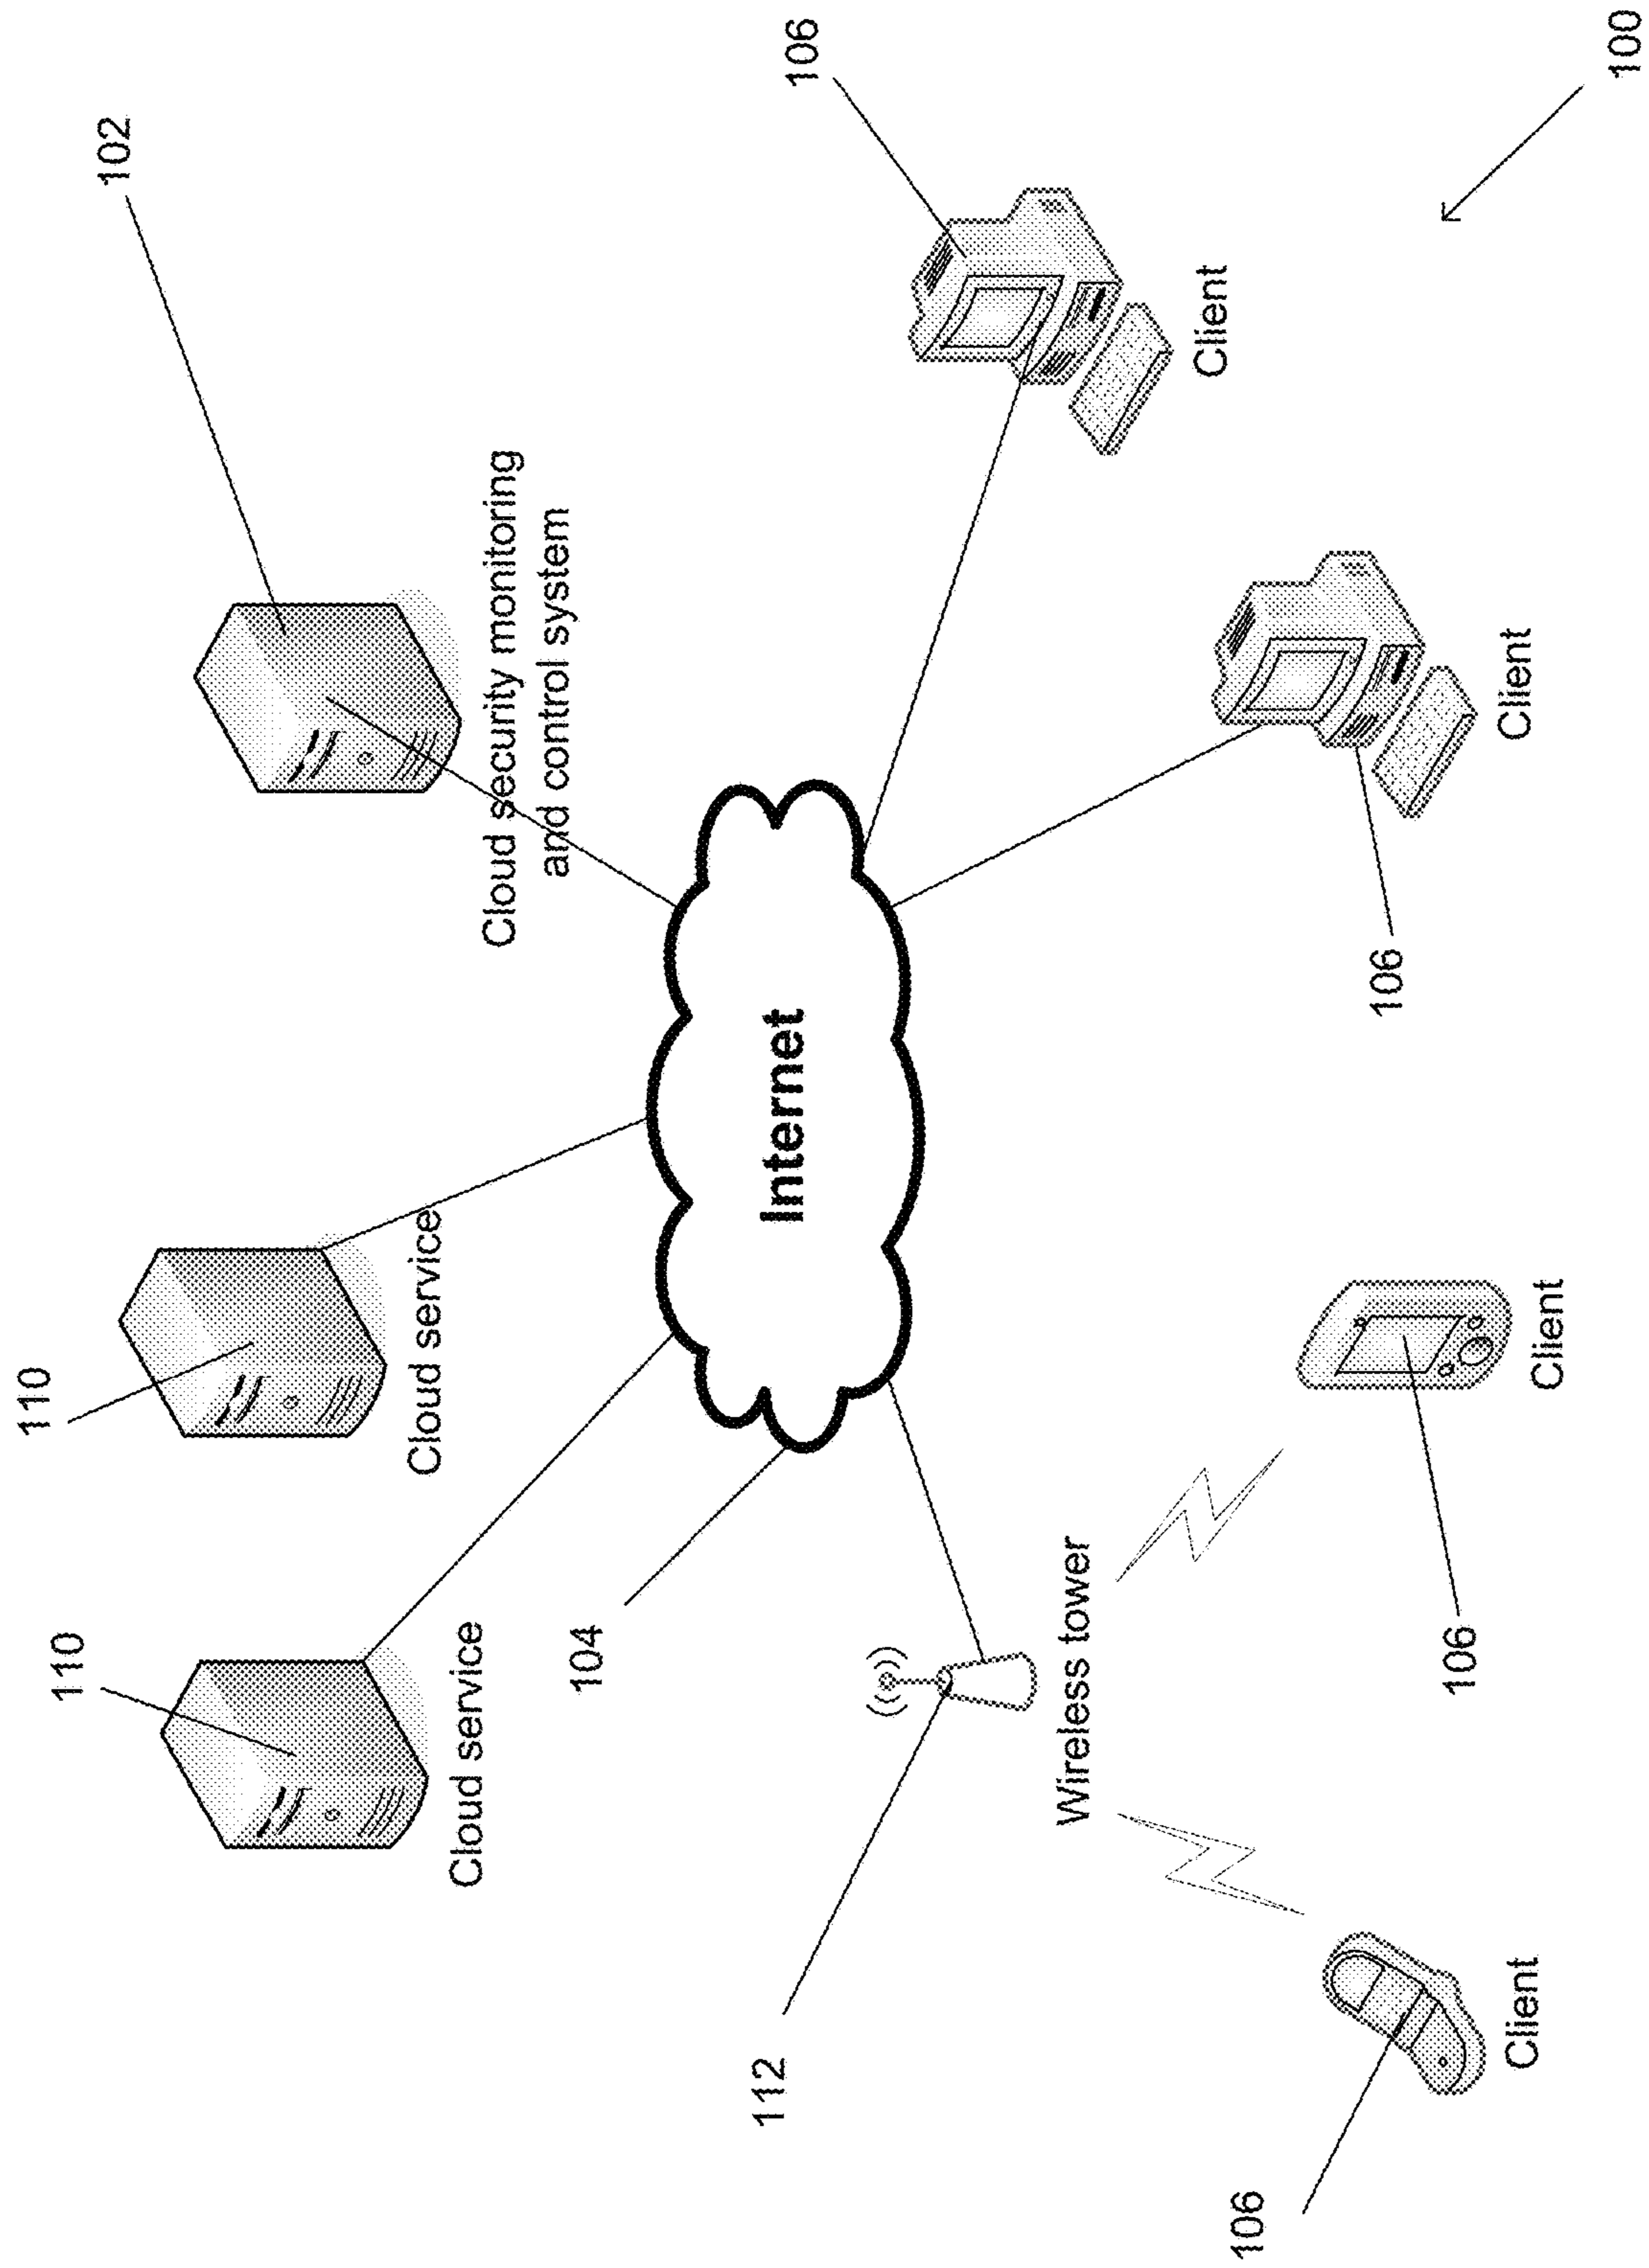 110
110
102
Cloud service
Cloud service
Cloud security monitoring
and control system
104
112
Internet
106
Wireless tower
Client
106
106
106
Client
Client
Client
100